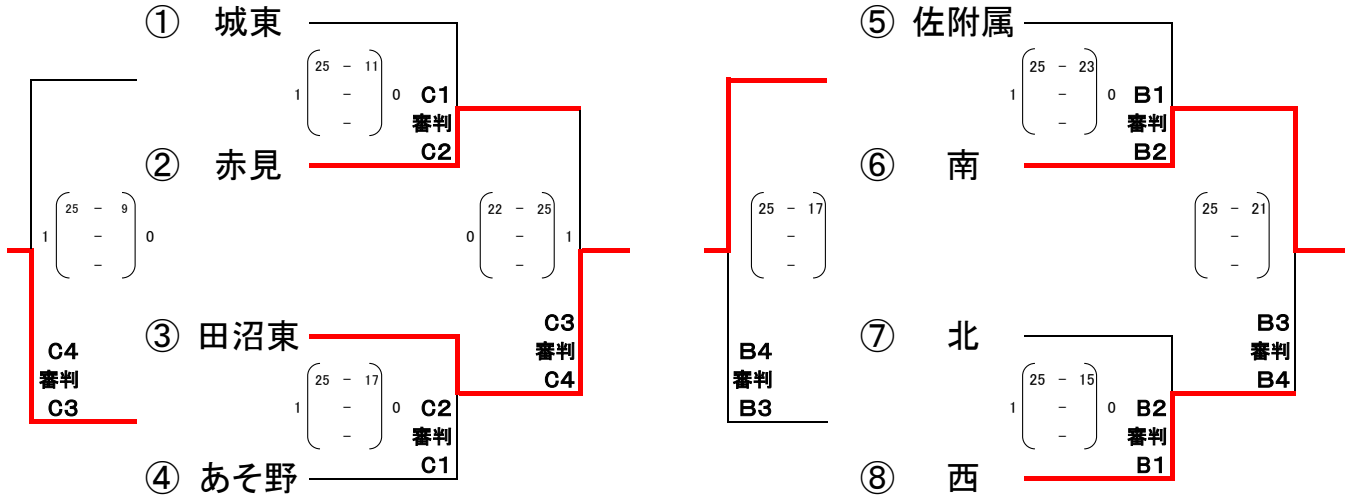 ① 城東
25 - 11
1 - 0 C1
- 審判
C2
② 赤見
25 - 9
1 - 0
-
22 - 25
0 - 1
-
③ 田沼東
C4
審判
C3
C3
審判
C4
25 - 17
1 - 0 C2
- 審判
C1
④ あそ野
⑤ 佐附属
25 - 23
1 - 0 B1
- 審判
B2
⑥ 南
25 - 17
-
-
25 - 21
-
-
⑦ 北
B4
審判
B3
B3
審判
B4
25 - 15
1 - 0 B2
- 審判
B1
⑧ 西